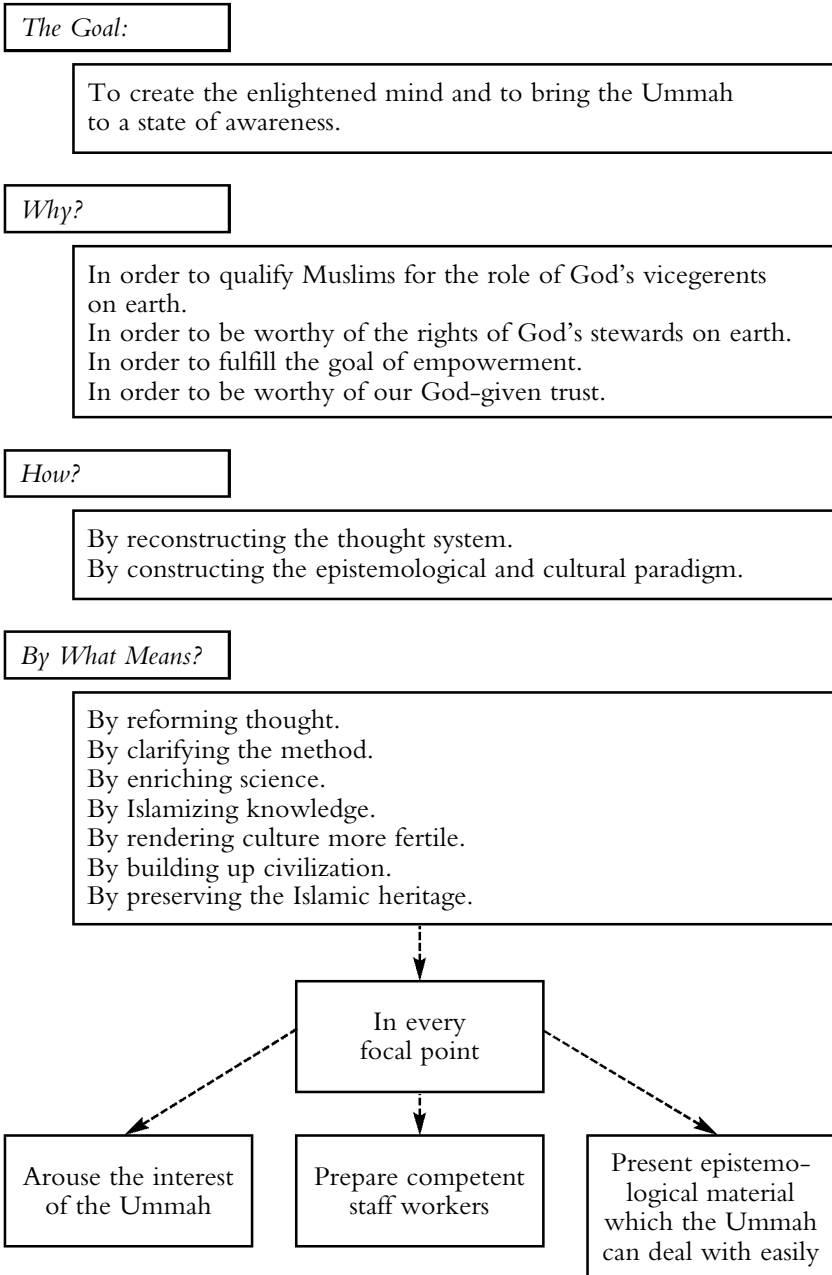 The Goal:
To create the enlightened mind and to bring the Ummah
to a state of awareness.
Why?
In order to qualify Muslims for the role of God's vicegerents
on earth.
In order to be worthy of the rights of God's stewards on earth.
In order to fulfill the goal of empowerment.
In order to be worthy of our God-given trust.
How?
By reconstructing the thought system.
By constructing the epistemological and cultural paradigm.
By What Means?
By reforming thought.
By clarifying the method.
By enriching science.
By Islamizing knowledge.
By rendering culture more fertile.
By building up civilization.
By preserving the Islamic heritage.
In every
focal point
Arouse the interest
of the Ummah
Prepare competent
staff workers
Present epistemo-
logical material
which the Ummah
can deal with easily